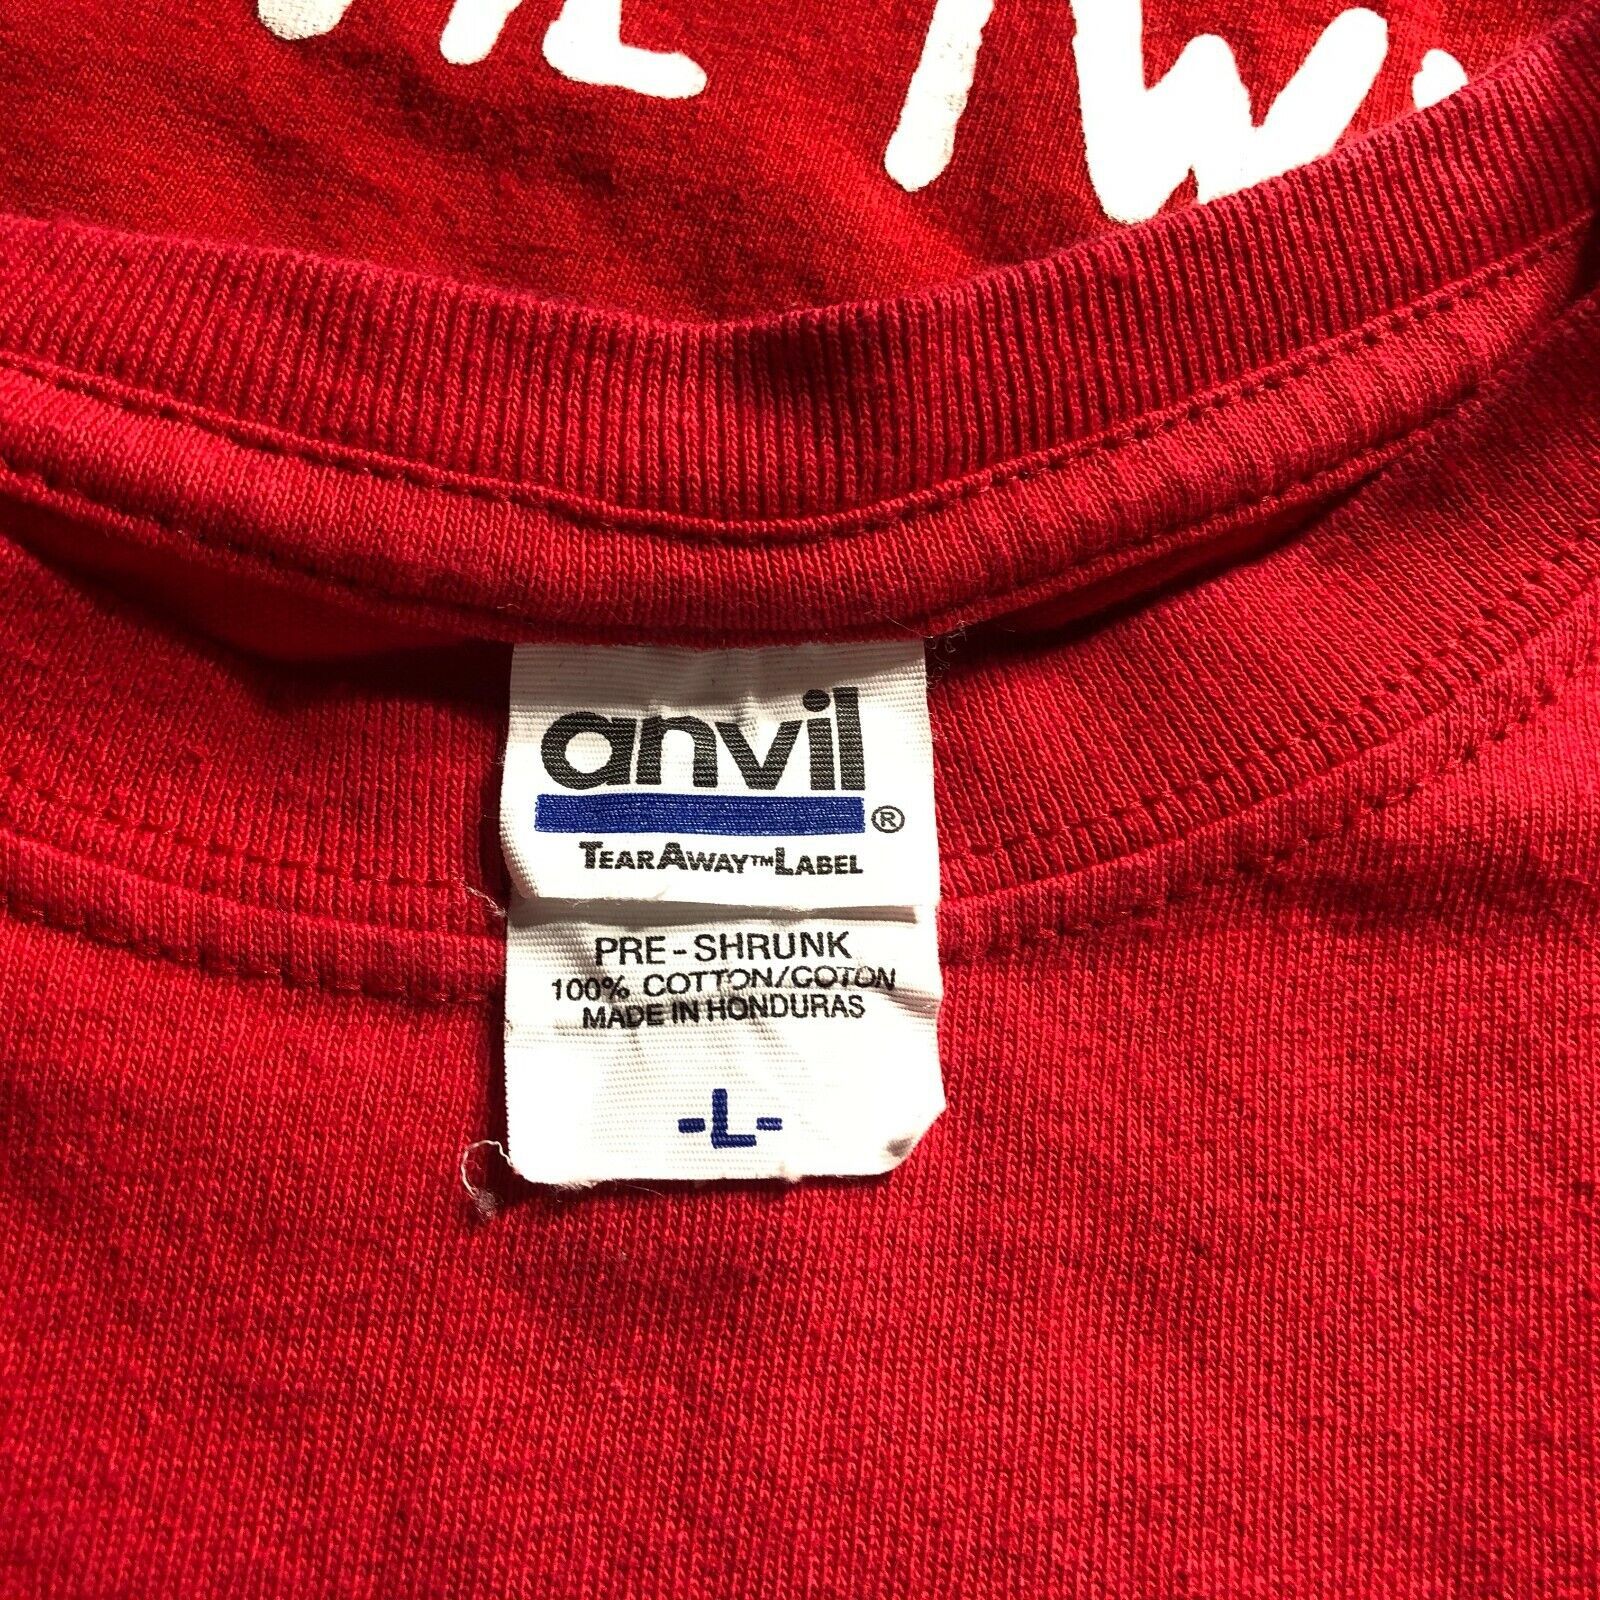 anvil®
TEARAWAY™LABEL
PRE-SHRUNK
100% COTTON/COTON
MADE IN HONDURAS
-L-